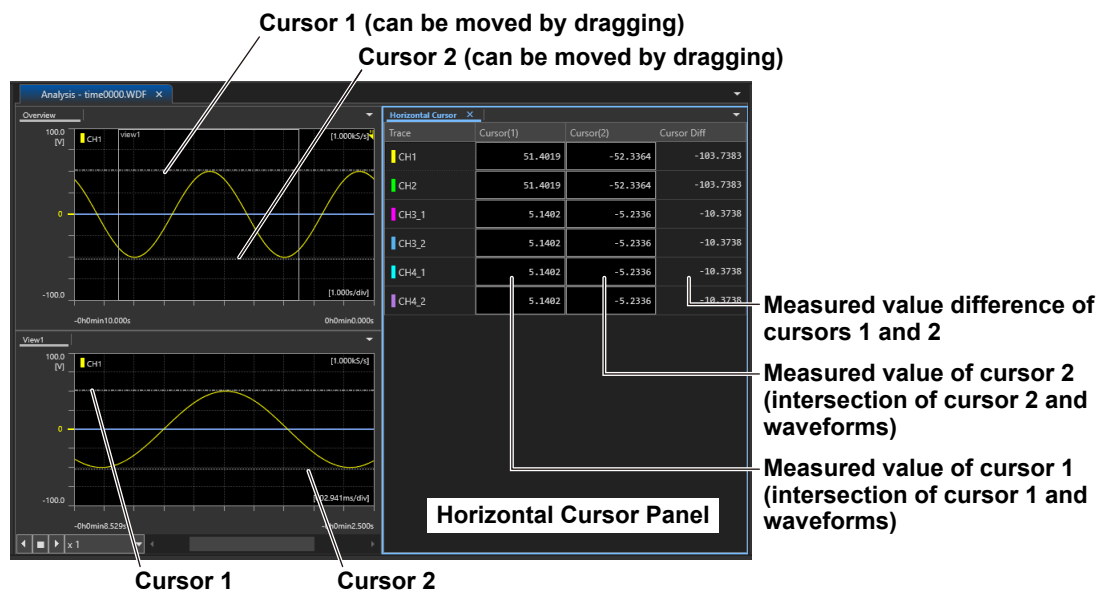 Cursor 1 (can be moved by dragging)
Cursor 2 (can be moved by dragging)
Analysis - time0000.WDF ×
Overview
100.0
[V]
CH1
view1
[1.000kS/s]
0
-100.0
[1.000s/div]
-0h0min10.000s
0h0min0.000s
View1
100.0
[V]
CH1
[1.000kS/s]
0
-100.0
02.941ms/div]
-0h0min8.529s
-0h0min2.500s
x 1
Horizontal Cursor ×
Trace Cursor(1) Cursor(2) Cursor Diff
CH1 51.4019 -52.3364 -103.7383
CH2 51.4019 -52.3364 -103.7383
CH3_1 5.1402 -5.2336 -10.3738
CH3_2 5.1402 -5.2336 -10.3738
CH4_1 5.1402 -5.2336 -10.3738
CH4_2 5.1402 -5.2336 -10.3738
Horizontal Cursor Panel
Measured value difference of
cursors 1 and 2
Measured value of cursor 2
(intersection of cursor 2 and
waveforms)
Measured value of cursor 1
(intersection of cursor 1 and
waveforms)
Cursor 1
Cursor 2